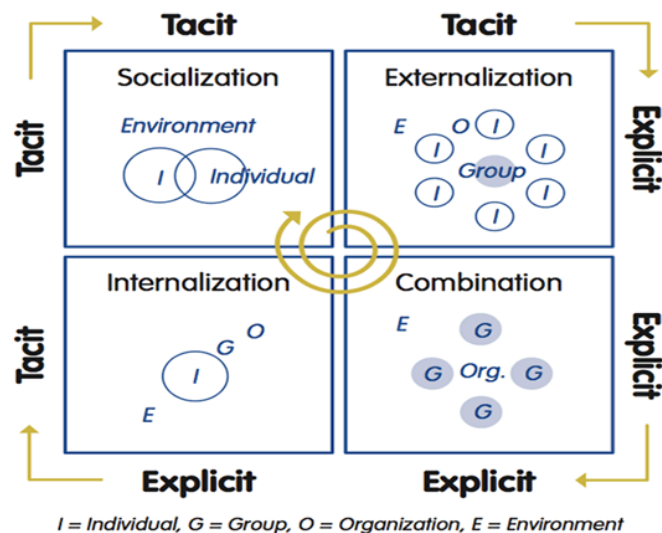 Tacit
Tacit
Socialization
Environment
I
Individual
Tacit
Externalization
E
O
I
I
I
Group
I
I
I
Explicit
Internalization
O
G
I
E
Tacit
Combination
E
G
G
Org.
G
G
Explicit
Explicit
Explicit
I = Individual, G = Group, O = Organization, E = Environment